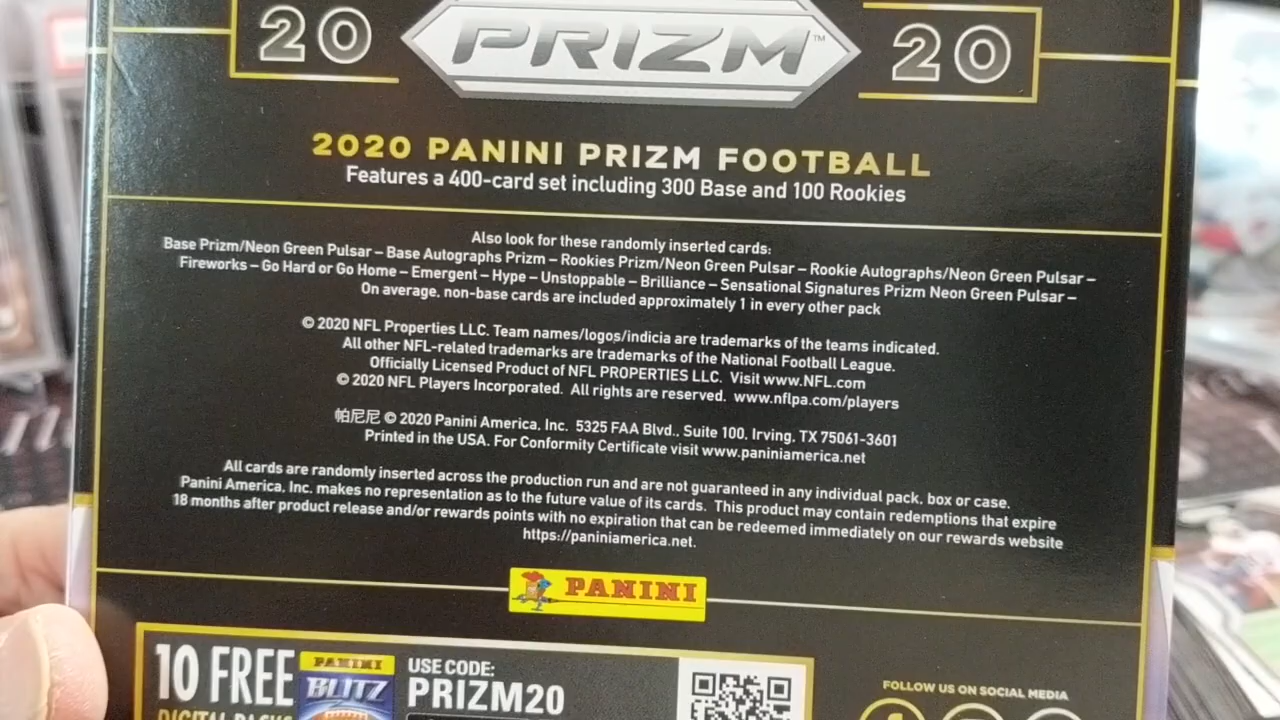 20 PRIZM™ 20
2020 PANINI PRIZM FOOTBALL
Features a 400-card set including 300 Base and 100 Rookies
Also look for these randomly inserted cards:
Base Prizm/Neon Green Pulsar – Base Autographs Prizm – Rookies Prizm/Neon Green Pulsar – Rookie Autographs/Neon Green Pulsar –
Fireworks – Go Hard or Go Home – Emergent – Hype – Unstoppable – Brilliance – Sensational Signatures Prizm Neon Green Pulsar –
On average, non-base cards are included approximately 1 in every other pack
© 2020 NFL Properties LLC. Team names/logos/indicia are trademarks of the teams indicated.
All other NFL-related trademarks are trademarks of the National Football League.
Officially Licensed Product of NFL PROPERTIES LLC. Visit www.NFL.com
© 2020 NFL Players Incorporated. All rights are reserved. www.nflpa.com/players
帕尼尼 © 2020 Panini America, Inc. 5325 FAA Blvd., Suite 100, Irving, TX 75061-3601
Printed in the USA. For Conformity Certificate visit www.paniniamerica.net
All cards are randomly inserted across the production run and are not guaranteed in any individual pack, box or case.
Panini America, Inc. makes no representation as to the future value of its cards. This product may contain redemptions that expire
18 months after product release and/or rewards points with no expiration that can be redeemed immediately on our rewards website
https://paniniamerica.net.
PANINI
10 FREE
DIGITAL PACKS
PANINI
BLITZ
USE CODE:
PRIZM20
FOLLOW US ON SOCIAL MEDIA